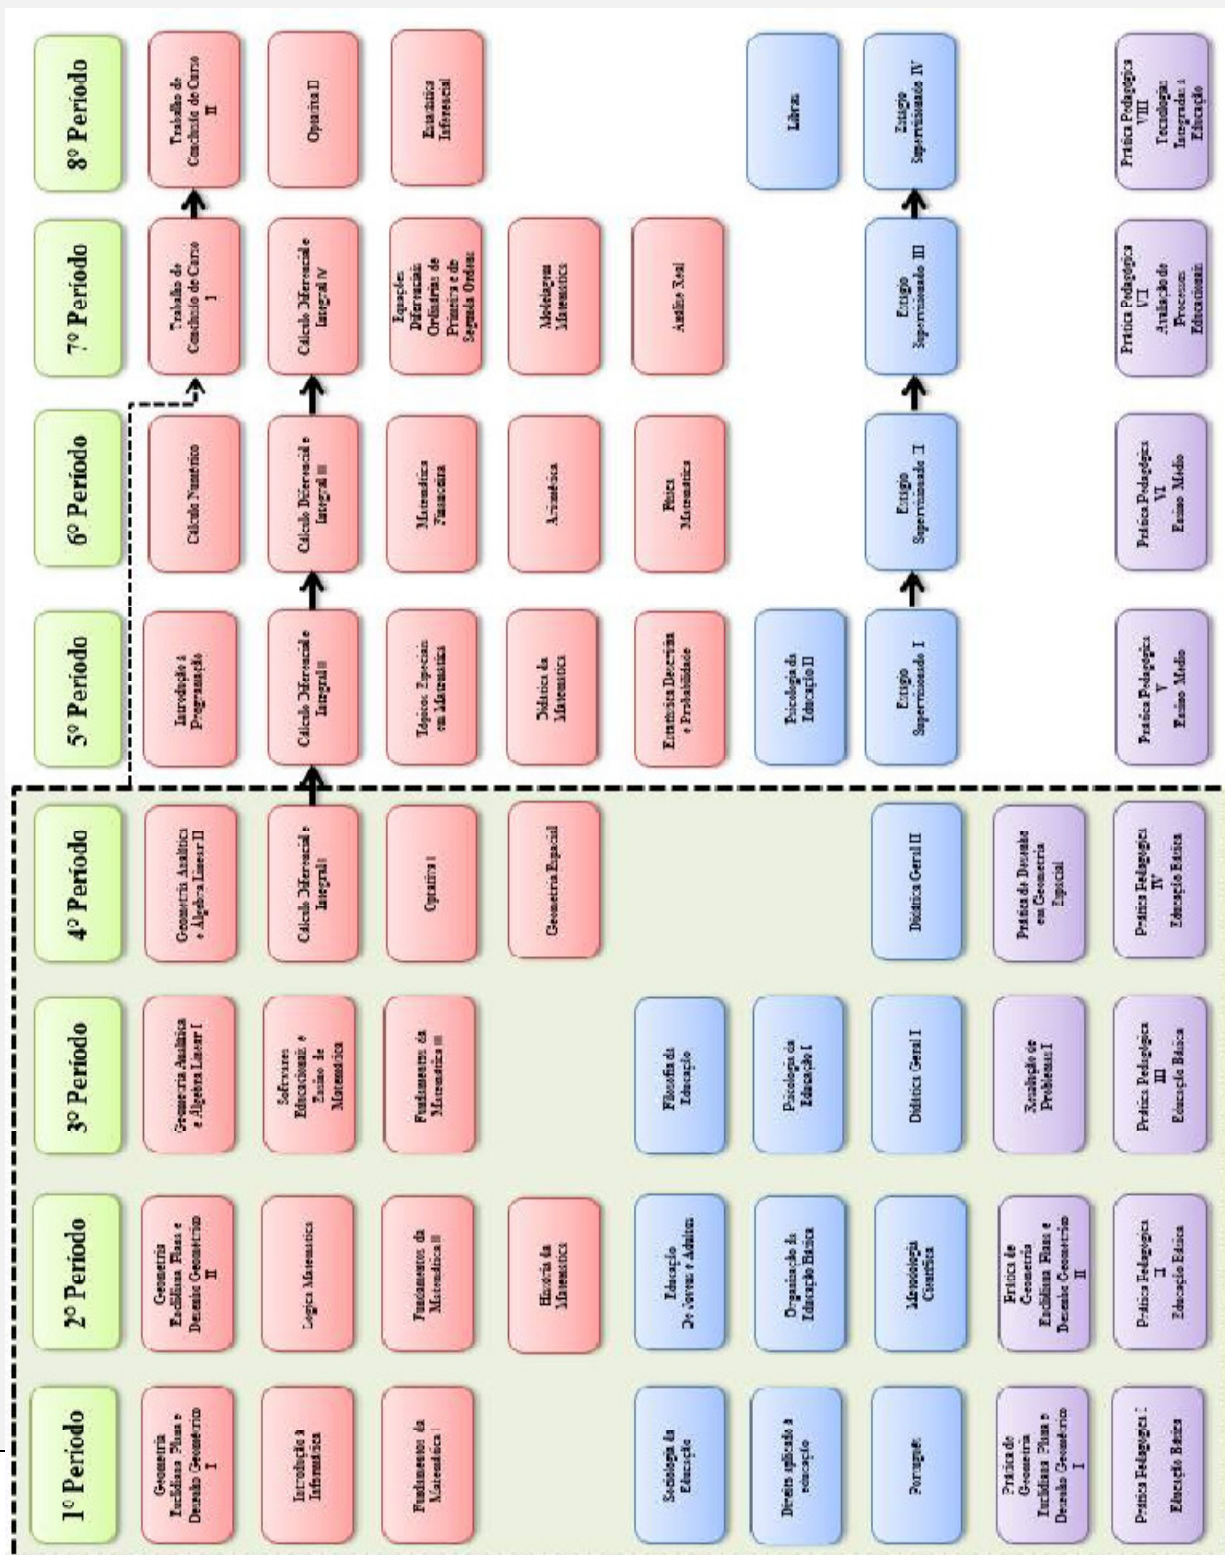 1º Período
Geometria
Euclidiana Plana e
Desenho Geométrico
I
Introdução à
Informática
Fundamentos da
Matemática I
Sociologia da
Educação
Direito aplicado à
educação
Português
Prática de
Geometria
Euclidiana Plana e
Desenho Geométrico
I
Prática Pedagógica I
Educação Básica
2º Período
Geometria
Euclidiana Plana e
Desenho Geométrico
II
Logica Matematica
Fundamentos da
Matemática II
História da
Matemática
Educação
De Jovens e Adultos
Organização da
Educação Básica
Metodologia
Científica
Prática de
Geometria
Euclidiana Plana e
Desenho Geométrico
II
Prática Pedagógica
II
Educação Básica
3º Período
Geometria Analítica
e Álgebra Linear I
Softwares
Educacionais e
Ensino de
Matemática
Fundamentos da
Matemática III
Filosofia da
Educação
Psicologia da
Educação I
Didática Geral I
Resolução de
Problemas I
Prática Pedagógica
III
Educação Básica
4º Período
Geometria Analítica
e Álgebra Linear II
Cálculo Diferencial e
Integral I
Optativa I
Geometria Espacial
Didática Geral II
Prática de Desenho
em Geometria
Espacial
Prática Pedagógica
IV
Educação Básica
5º Período
Introdução à
Programação
Cálculo Diferencial e
Integral II
Tópicos Especiais
em Matemática
Didática da
Matemática
Estatística Descritiva
e Probabilidade
Psicologia da
Educação II
Estágio
Supervisionado I
Prática Pedagógica
V
Ensino Médio
6º Período
Cálculo Numérico
Cálculo Diferencial e
Integral III
Matemática
Financeira
Aritmética
Física
Matemática
Estágio
Supervisionado II
Prática Pedagógica
VI
Ensino Médio
7º Período
Trabalho de
Conclusão de Curso
I
Cálculo Diferencial e
Integral IV
Equações
Diferenciais
Ordinárias de
Primeira e de
Segunda Ordem
Modelagem
Matemática
Análise Real
Estágio
Supervisionado III
Prática Pedagógica
VII
Avaliação de
Processos
Educacionais
8º Período
Trabalho de
Conclusão de Curso
II
Optativa II
Estatística
Inferencial
Libras
Estágio
Supervisionado IV
Prática Pedagógica
VIII
Tecnologias
Integradas a
Educação